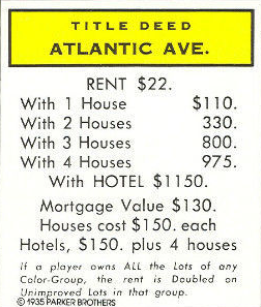 TITLE DEED
ATLANTIC AVE.
RENT $22.
With 1 House $110.
With 2 Houses 330.
With 3 Houses 800.
With 4 Houses 975.
With HOTEL $1150.
Mortgage Value $130.
Houses cost $150. each
Hotels, $150. plus 4 houses
If a player owns ALL the Lots of any
Color-Group, the rent is Doubled on
Unimproved Lots in that group.
© 1935 PARKER BROTHERS